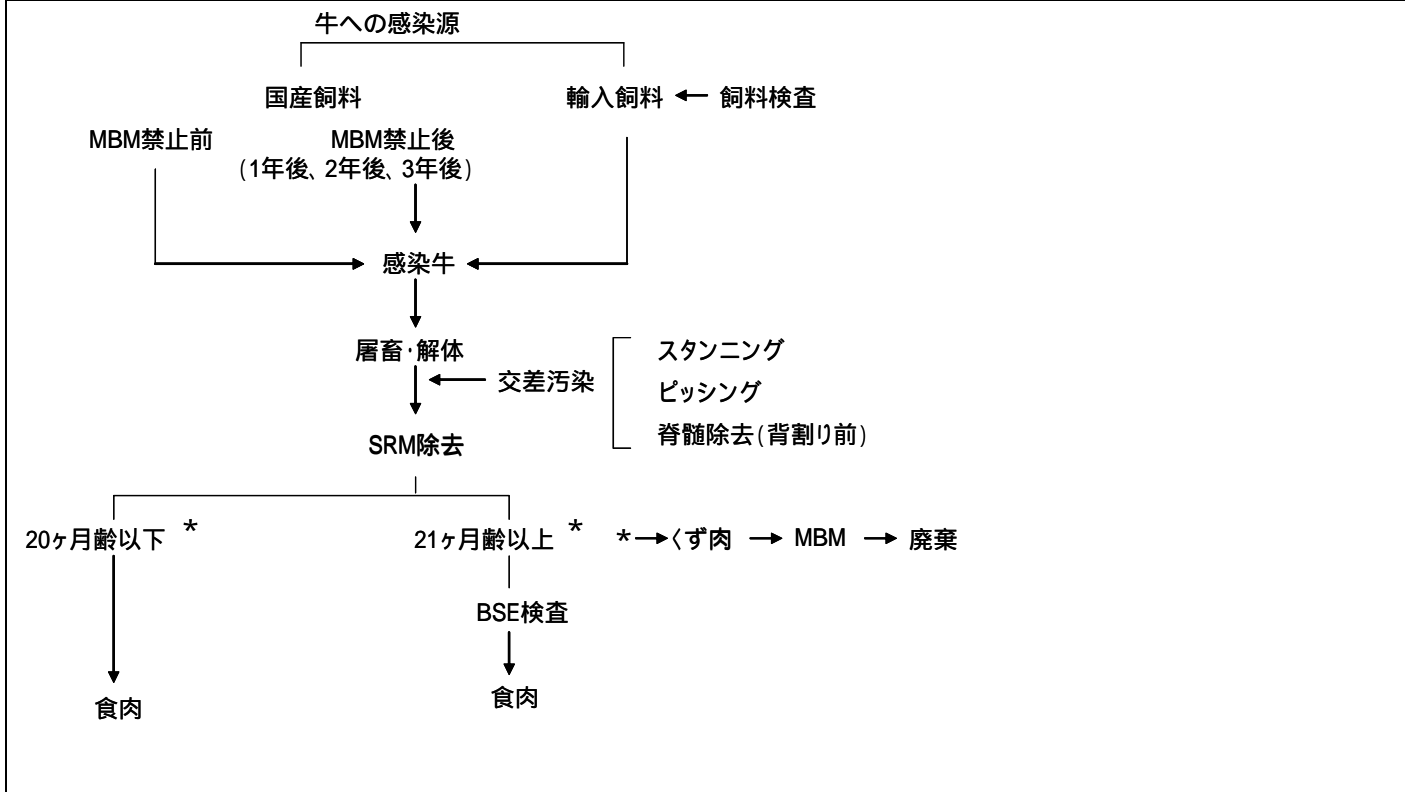 牛への感染源
国産飼料
輸入飼料
飼料検査
MBM禁止前
MBM禁止後
(1年後、2年後、3年後)
感染牛
屠畜・解体
交差汚染
スタンニング
ピッシング
脊髄除去(背割り前)
SRM除去
20ヶ月齢以下 *
21ヶ月齢以上 *
* くず肉 MBM 廃棄
BSE検査
食肉
食肉